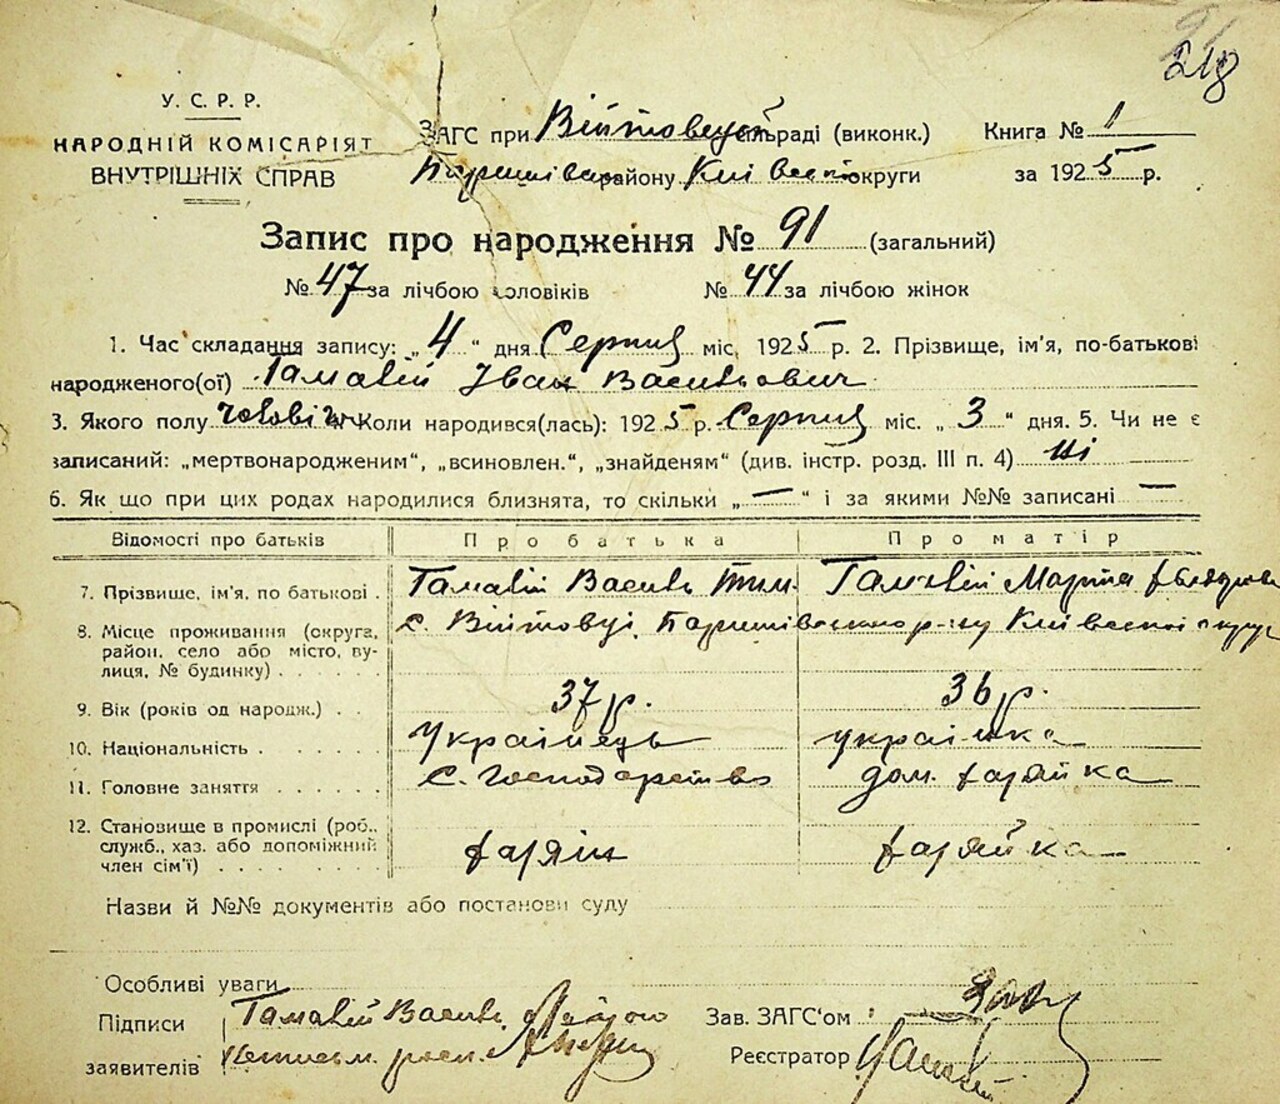 218
У. С. Р. Р.
НАРОДНІЙ КОМІСАРІЯТ
ВНУТРІШНІХ СПРАВ
ЗАГС при Війтовецькій сільраді (виконк.) Книга № 1
району Київської округи за 1925 р.
Запис про народження № 91 (загальний)
№ 47 за лічбою чоловіків № 44 за лічбою жінок
1. Час складання запису: „4“ дня Серпня міс. 1925 р. 2. Прізвище, ім'я, по-батькові
народженого(ої) Гамалій Іван Васильович
3. Якого полу чоловіч. 4. Коли народився(лась): 1925 р. Серпня міс. „3“ дня. 5. Чи не є
записаний: „мертвонародженим“, „всиновлен.“, „знайденям“ (див. інстр. розд. III п. 4) ні
6. Як що при цих родах народилися близнята, то скільки „—“ і за якими №№ записані —
Відомості про батьків Про батька Про матір
7. Прізвище, ім'я, по батькові . Гамалій Василь Тим. Гамалій Марія
8. Місце проживання (округа, район, село або місто, вулиця, № будинку) с. Війтовці, р-ну Київської округи
9. Вік (років од народж.) . . 37 р. 36 р.
10. Національність . Українець українка
11. Головне заняття С. Господарство дом.
12. Становище в промислі (роб., служб., хаз. або допоміжний член сім'ї)
Назви й №№ документів або постанови суду
Особливі уваги
Підписи Гамалій Василь Зав. ЗАГС'ом
заявителів Реєстратор